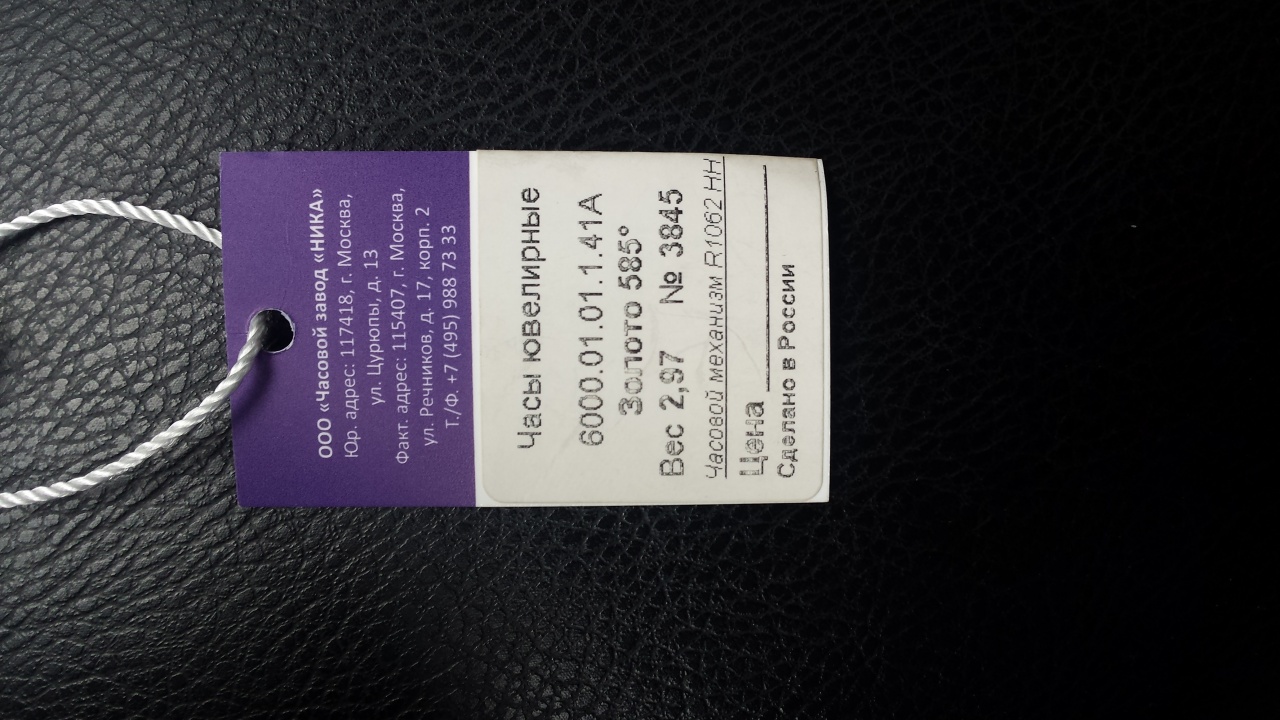 ООО «Часовой завод «НИКА»
Юр. адрес: 117418, г. Москва,
ул. Цурюпы, д. 13
Факт. адрес: 115407, г. Москва,
ул. Речников, д. 17, корп. 2
Т./Ф. +7 (495) 988 73 33
Часы ювелирные
6000.01.01.1.41А
Золото 585°
Вес 2,97 № 3845
Часовой механизм R1062 НН
Цена
Сделано в России